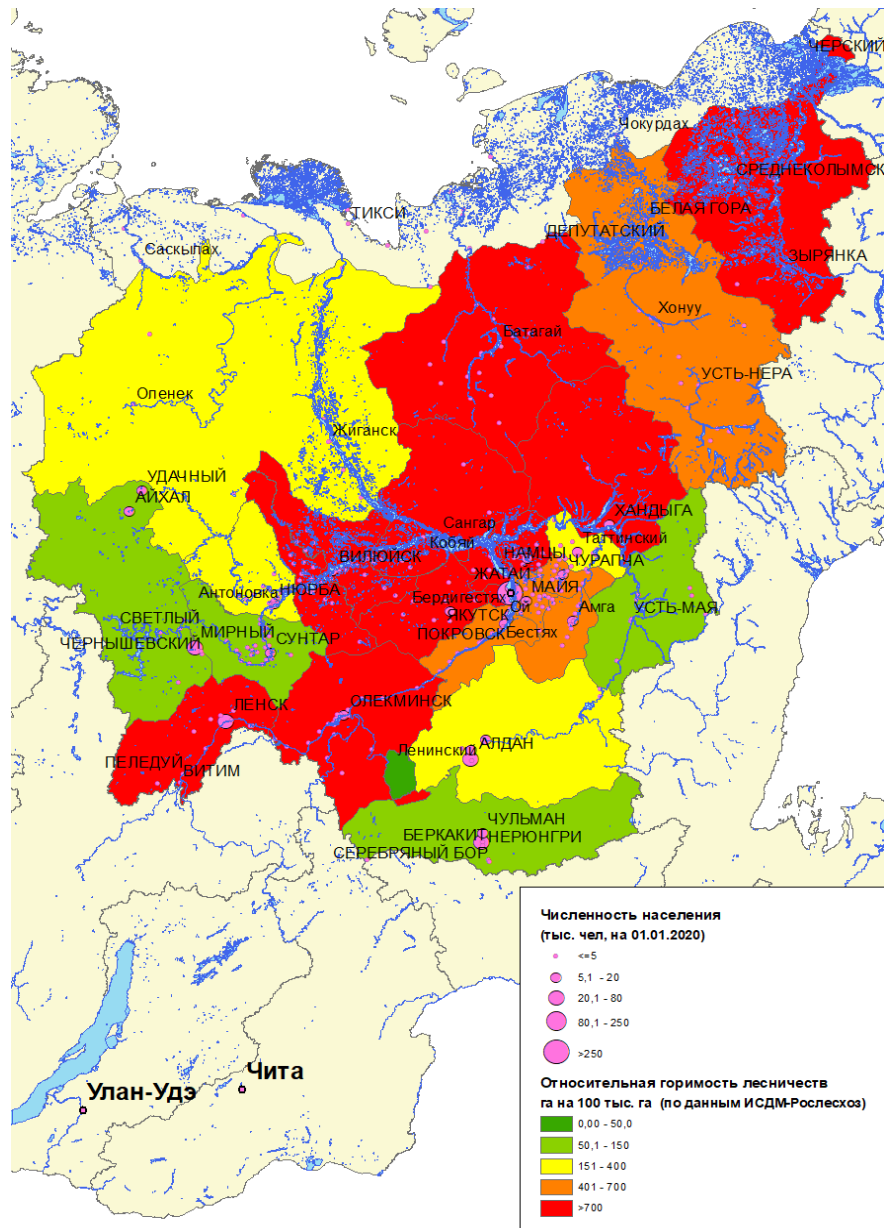 ЧЕРСКИЙ
Чокурдах
СРЕДНЕКОЛЫМСК
БЕЛАЯ ГОРА
ТИКСИ
ДЕПУТАТСКИЙ
Саскылах
ЗЫРЯНКА
Хонуу
Батагай
УСТЬ-НЕРА
Оленек
Жиганск
УДАЧНЫЙ
АЙХАЛ
ХАНДЫГА
Сангар
Таттинский
Кобяй
ВИЛЮЙСК
НАМЦЫ
ЧУРАПЧА
ЖАТАЙ
НЮРБА
МАЙЯ
Антоновка
Бердигестях
УСТЬ-МАЯ
Ой
Амга
СВЕТЛЫЙ
ЯКУТСК
МИРНЫЙ
ПОКРОВСК
Бестях
СУНТАР
ЧЕРНЫШЕВСКИЙ
ЛЕНСК
ОЛЕКМИНСК
Ленинский
АЛДАН
ПЕЛЕДУЙ
ВИТИМ
ЧУЛЬМАН
БЕРКАКИТ
НЕРЮНГРИ
СЕРЕБРЯНЫЙ БОР
Чита
Улан-Удэ
Численность населения
(тыс. чел, на 01.01.2020)
<=5
5,1 - 20
20,1 - 80
80,1 - 250
>250
Относительная горимость лесничеств
га на 100 тыс. га (по данным ИСДМ-Рослесхоз)
0,00 - 50,0
50,1 - 150
151 - 400
401 - 700
>700